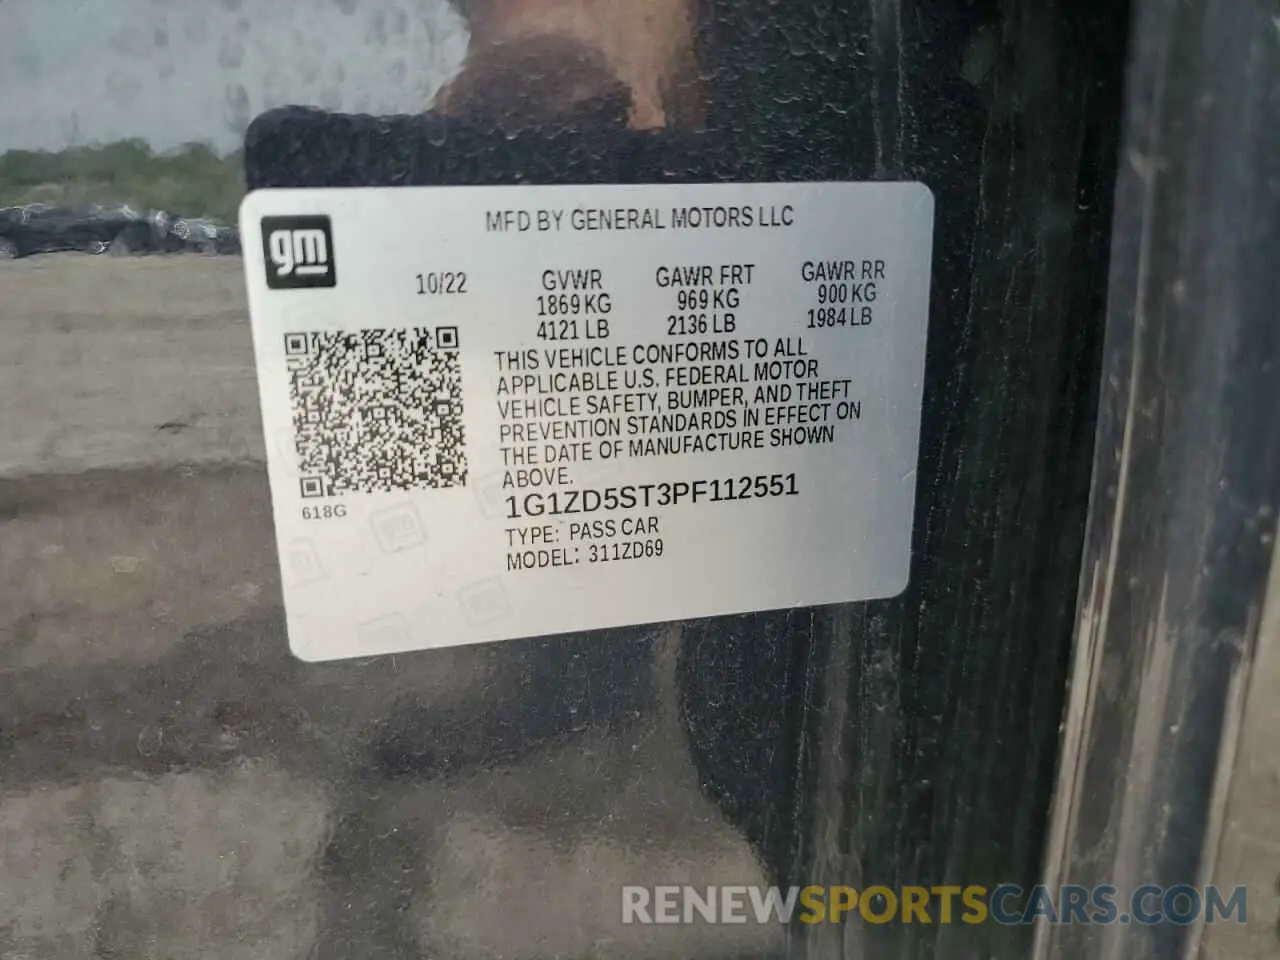 gm
MFD BY GENERAL MOTORS LLC
10/22
GVWR
1869 KG
4121 LB
GAWR FRT
969 KG
2136 LB
GAWR RR
900 KG
1984 LB
THIS VEHICLE CONFORMS TO ALL
APPLICABLE U.S. FEDERAL MOTOR
VEHICLE SAFETY, BUMPER, AND THEFT
PREVENTION STANDARDS IN EFFECT ON
THE DATE OF MANUFACTURE SHOWN
ABOVE.
618G
1G1ZD5ST3PF112551
TYPE: PASS CAR
MODEL: 311ZD69
RENEWSPORTSCARS.COM